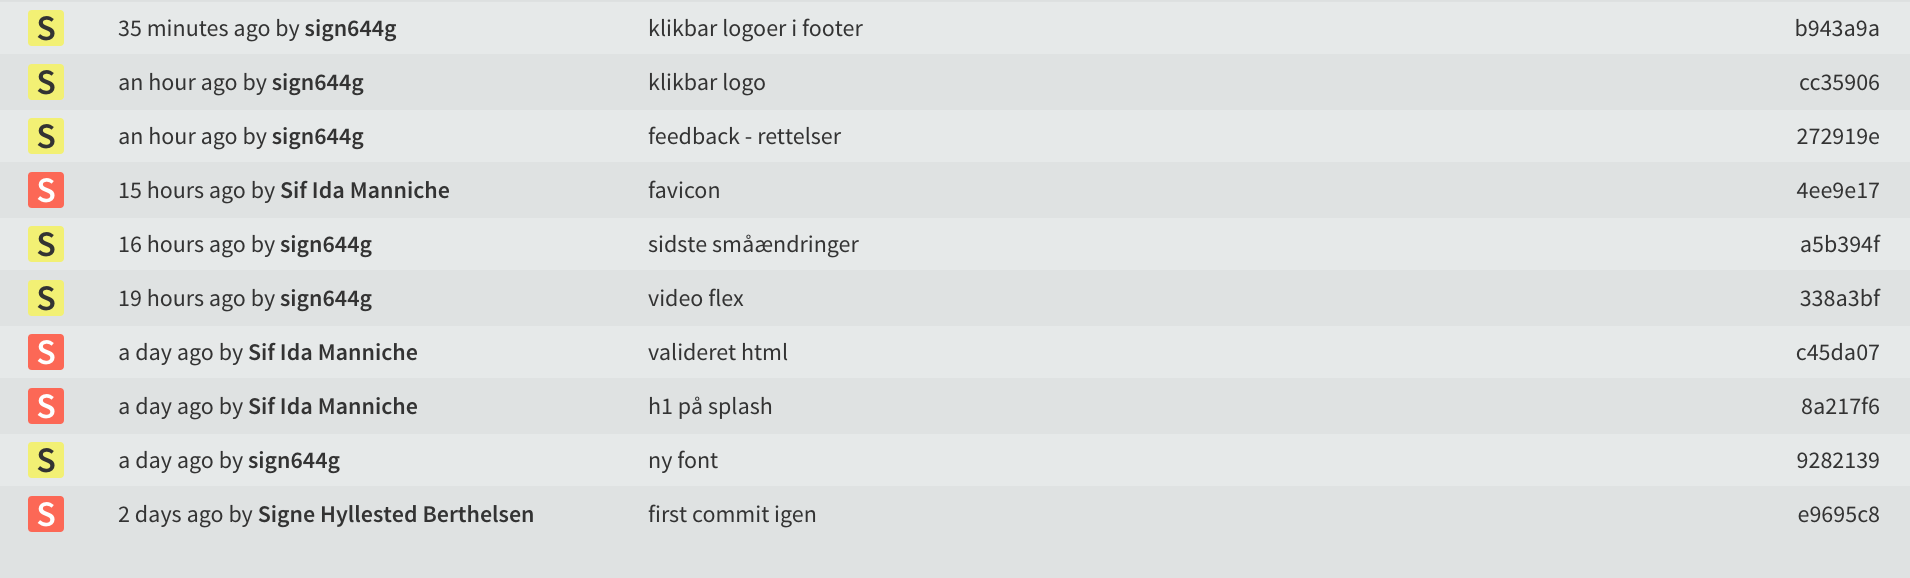 S 35 minutes ago by sign644g klikbar logoer i footer b943a9a
S an hour ago by sign644g klikbar logo cc35906
S an hour ago by sign644g feedback - rettelser 272919e
S 15 hours ago by Sif Ida Manniche favicon 4ee9e17
S 16 hours ago by sign644g sidste småændringer a5b394f
S 19 hours ago by sign644g video flex 338a3bf
S a day ago by Sif Ida Manniche valideret html c45da07
S a day ago by Sif Ida Manniche h1 på splash 8a217f6
S a day ago by sign644g ny font 9282139
S 2 days ago by Signe Hyllested Berthelsen first commit igen e9695c8